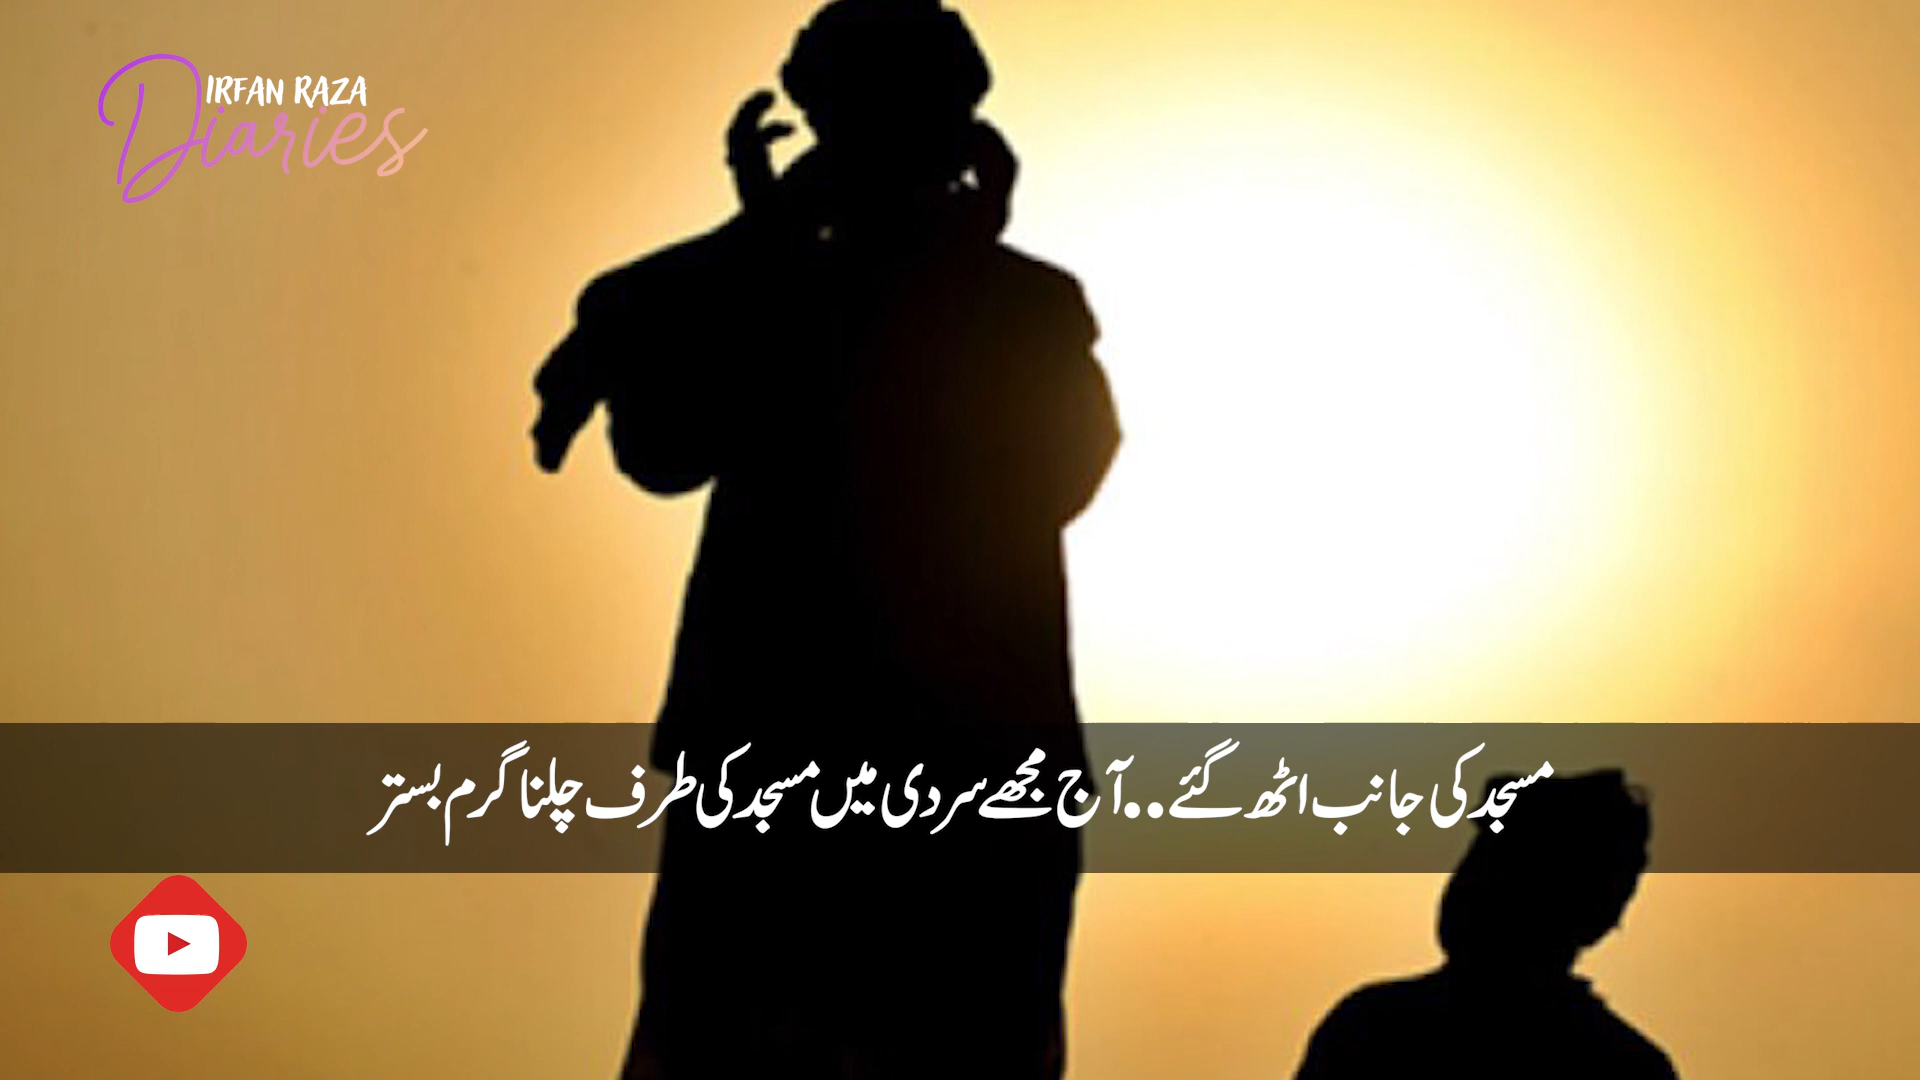 IRFAN RAZA
Diaries
مسجد کی جانب اٹھ گئے..آج مجھے سردی میں مسجد کی طرف چلنا گرم بستر